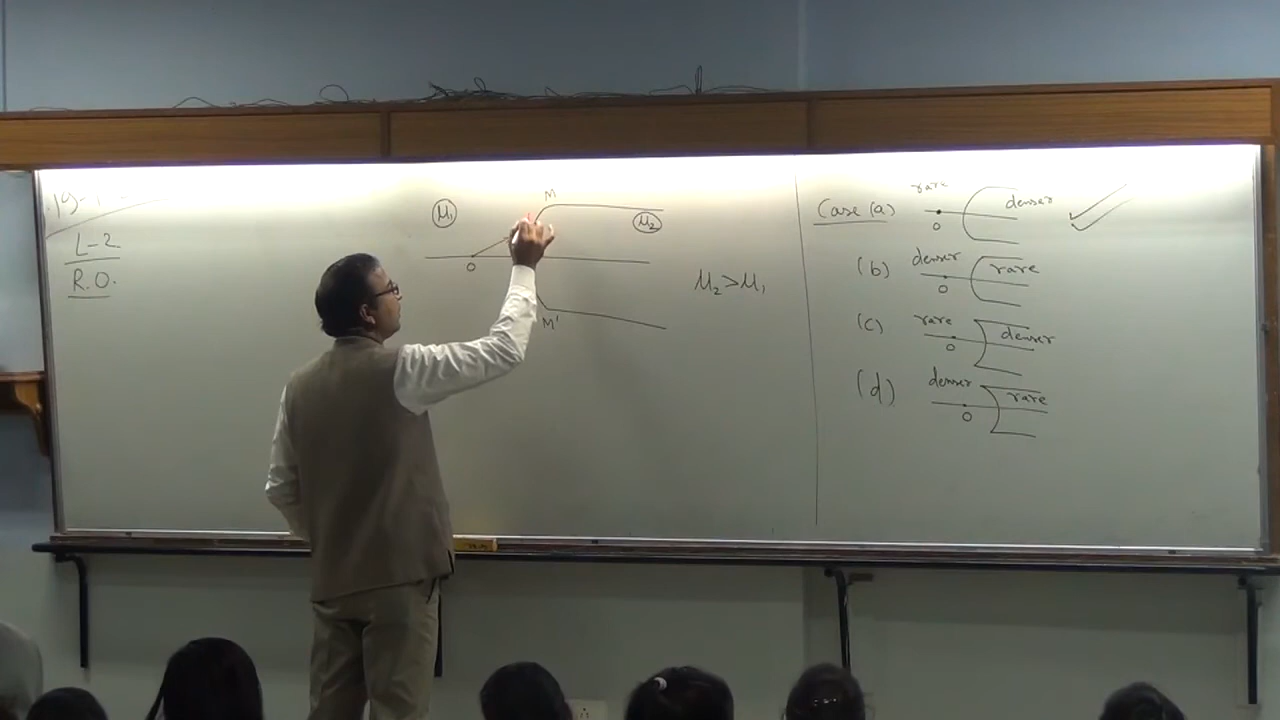 L-2
R.O.
μ₁
M
μ₂
O
M'
μ₂>μ₁
Case (a)
rare
denser
O
(b)
denser
rare
O
(c)
rare
denser
O
(d)
denser
rare
O